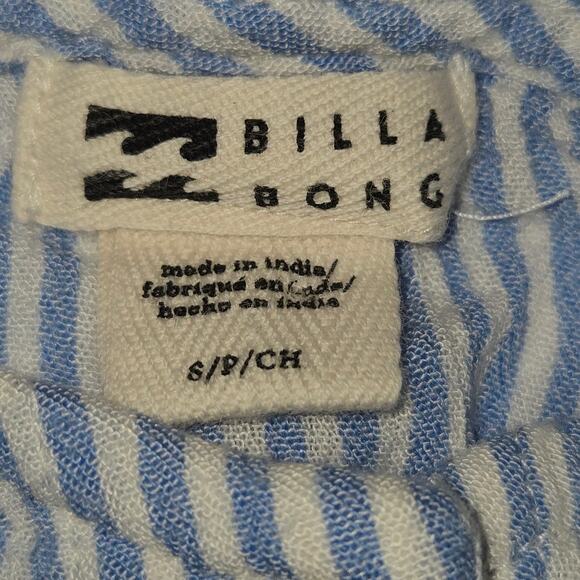 BILLA
BONG
made in india/
fabriqué en inde/
hecho en india
S/P/CH